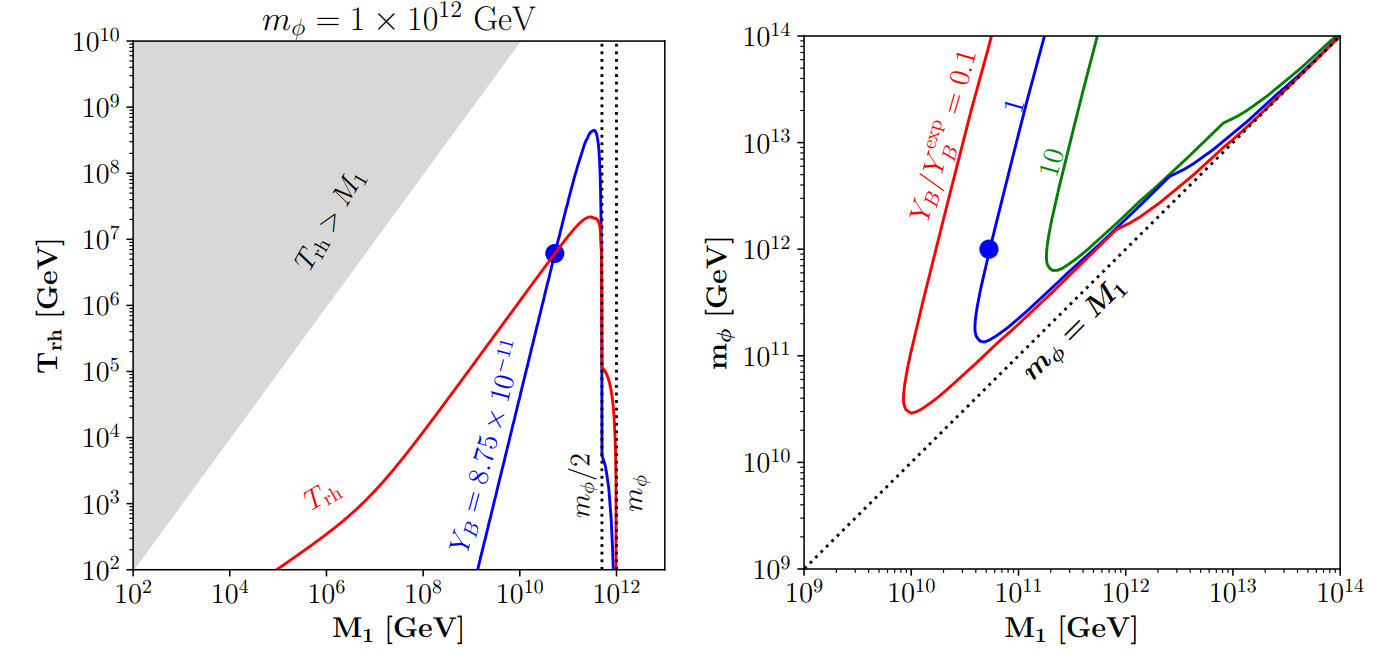 m_ϕ = 1 × 10^12 GeV
T_rh [GeV]
10^10
10^9
10^8
10^7
10^6
10^5
10^4
10^3
10^2
T_rh > M_1
T_rh
Y_B = 8.75 × 10^−11
m_ϕ/2
m_ϕ
10^2 10^4 10^6 10^8 10^10 10^12
M_1 [GeV]
m_ϕ [GeV]
10^14
10^13
10^12
10^11
10^10
10^9
Y_B/Y_B^exp = 0.1
1
10
m_ϕ = M_1
10^9 10^10 10^11 10^12 10^13 10^14
M_1 [GeV]